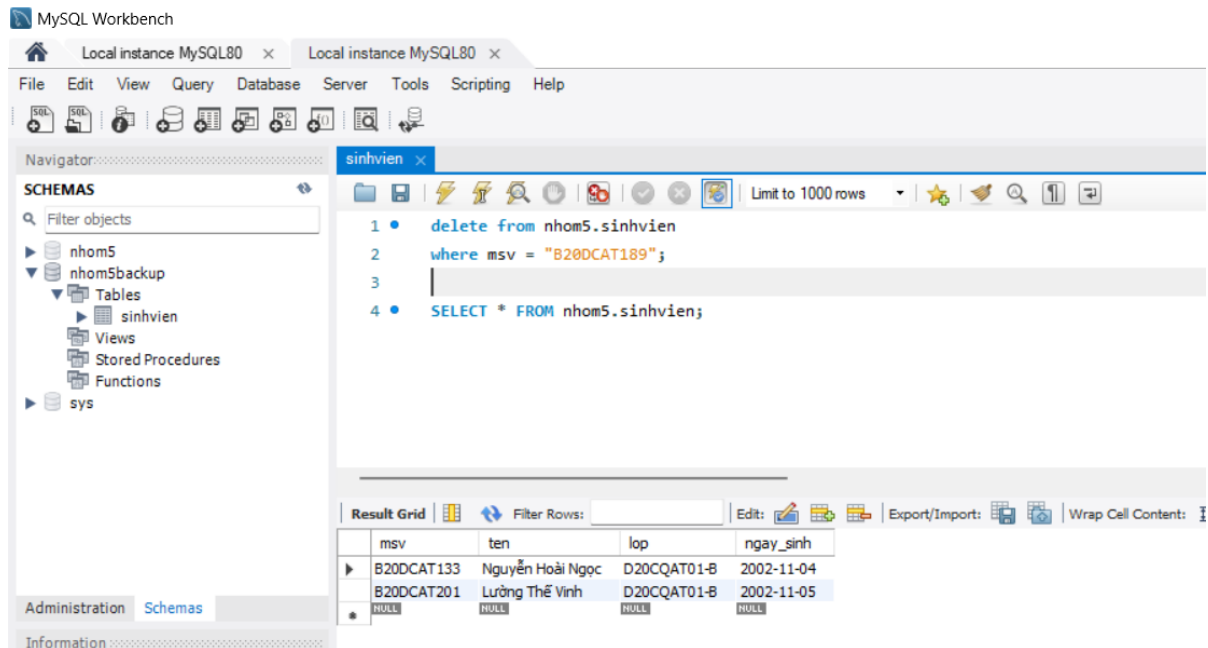 MySQL Workbench
Local instance MySQL80 × Local instance MySQL80 ×
File Edit View Query Database Server Tools Scripting Help
Navigator
SCHEMAS
Filter objects
nhom5
nhom5backup
Tables
sinhvien
Views
Stored Procedures
Functions
sys
Administration Schemas
Information
sinhvien ×
Limit to 1000 rows
1 delete from nhom5.sinhvien
2 where msv = "B20DCAT189";
3
4 SELECT * FROM nhom5.sinhvien;
Result Grid Filter Rows: Edit: Export/Import: Wrap Cell Content:
msv ten lop ngay_sinh
B20DCAT133 Nguyễn Hoài Ngọc D20CQAT01-B 2002-11-04
B20DCAT201 Lường Thế Vinh D20CQAT01-B 2002-11-05
NULL NULL NULL NULL